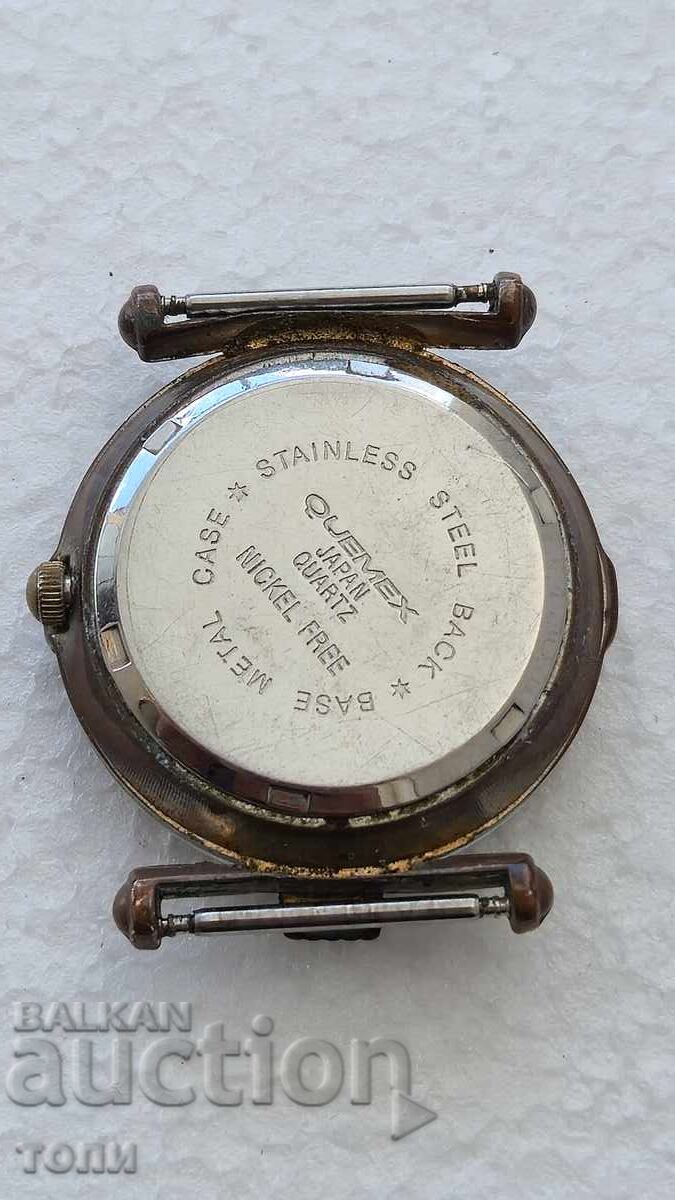 ★ STAINLESS STEEL BACK ★ BASE METAL CASE
QUEMEX
JAPAN
QUARTZ
NICKEL FREE
BALKAN
auction
топи